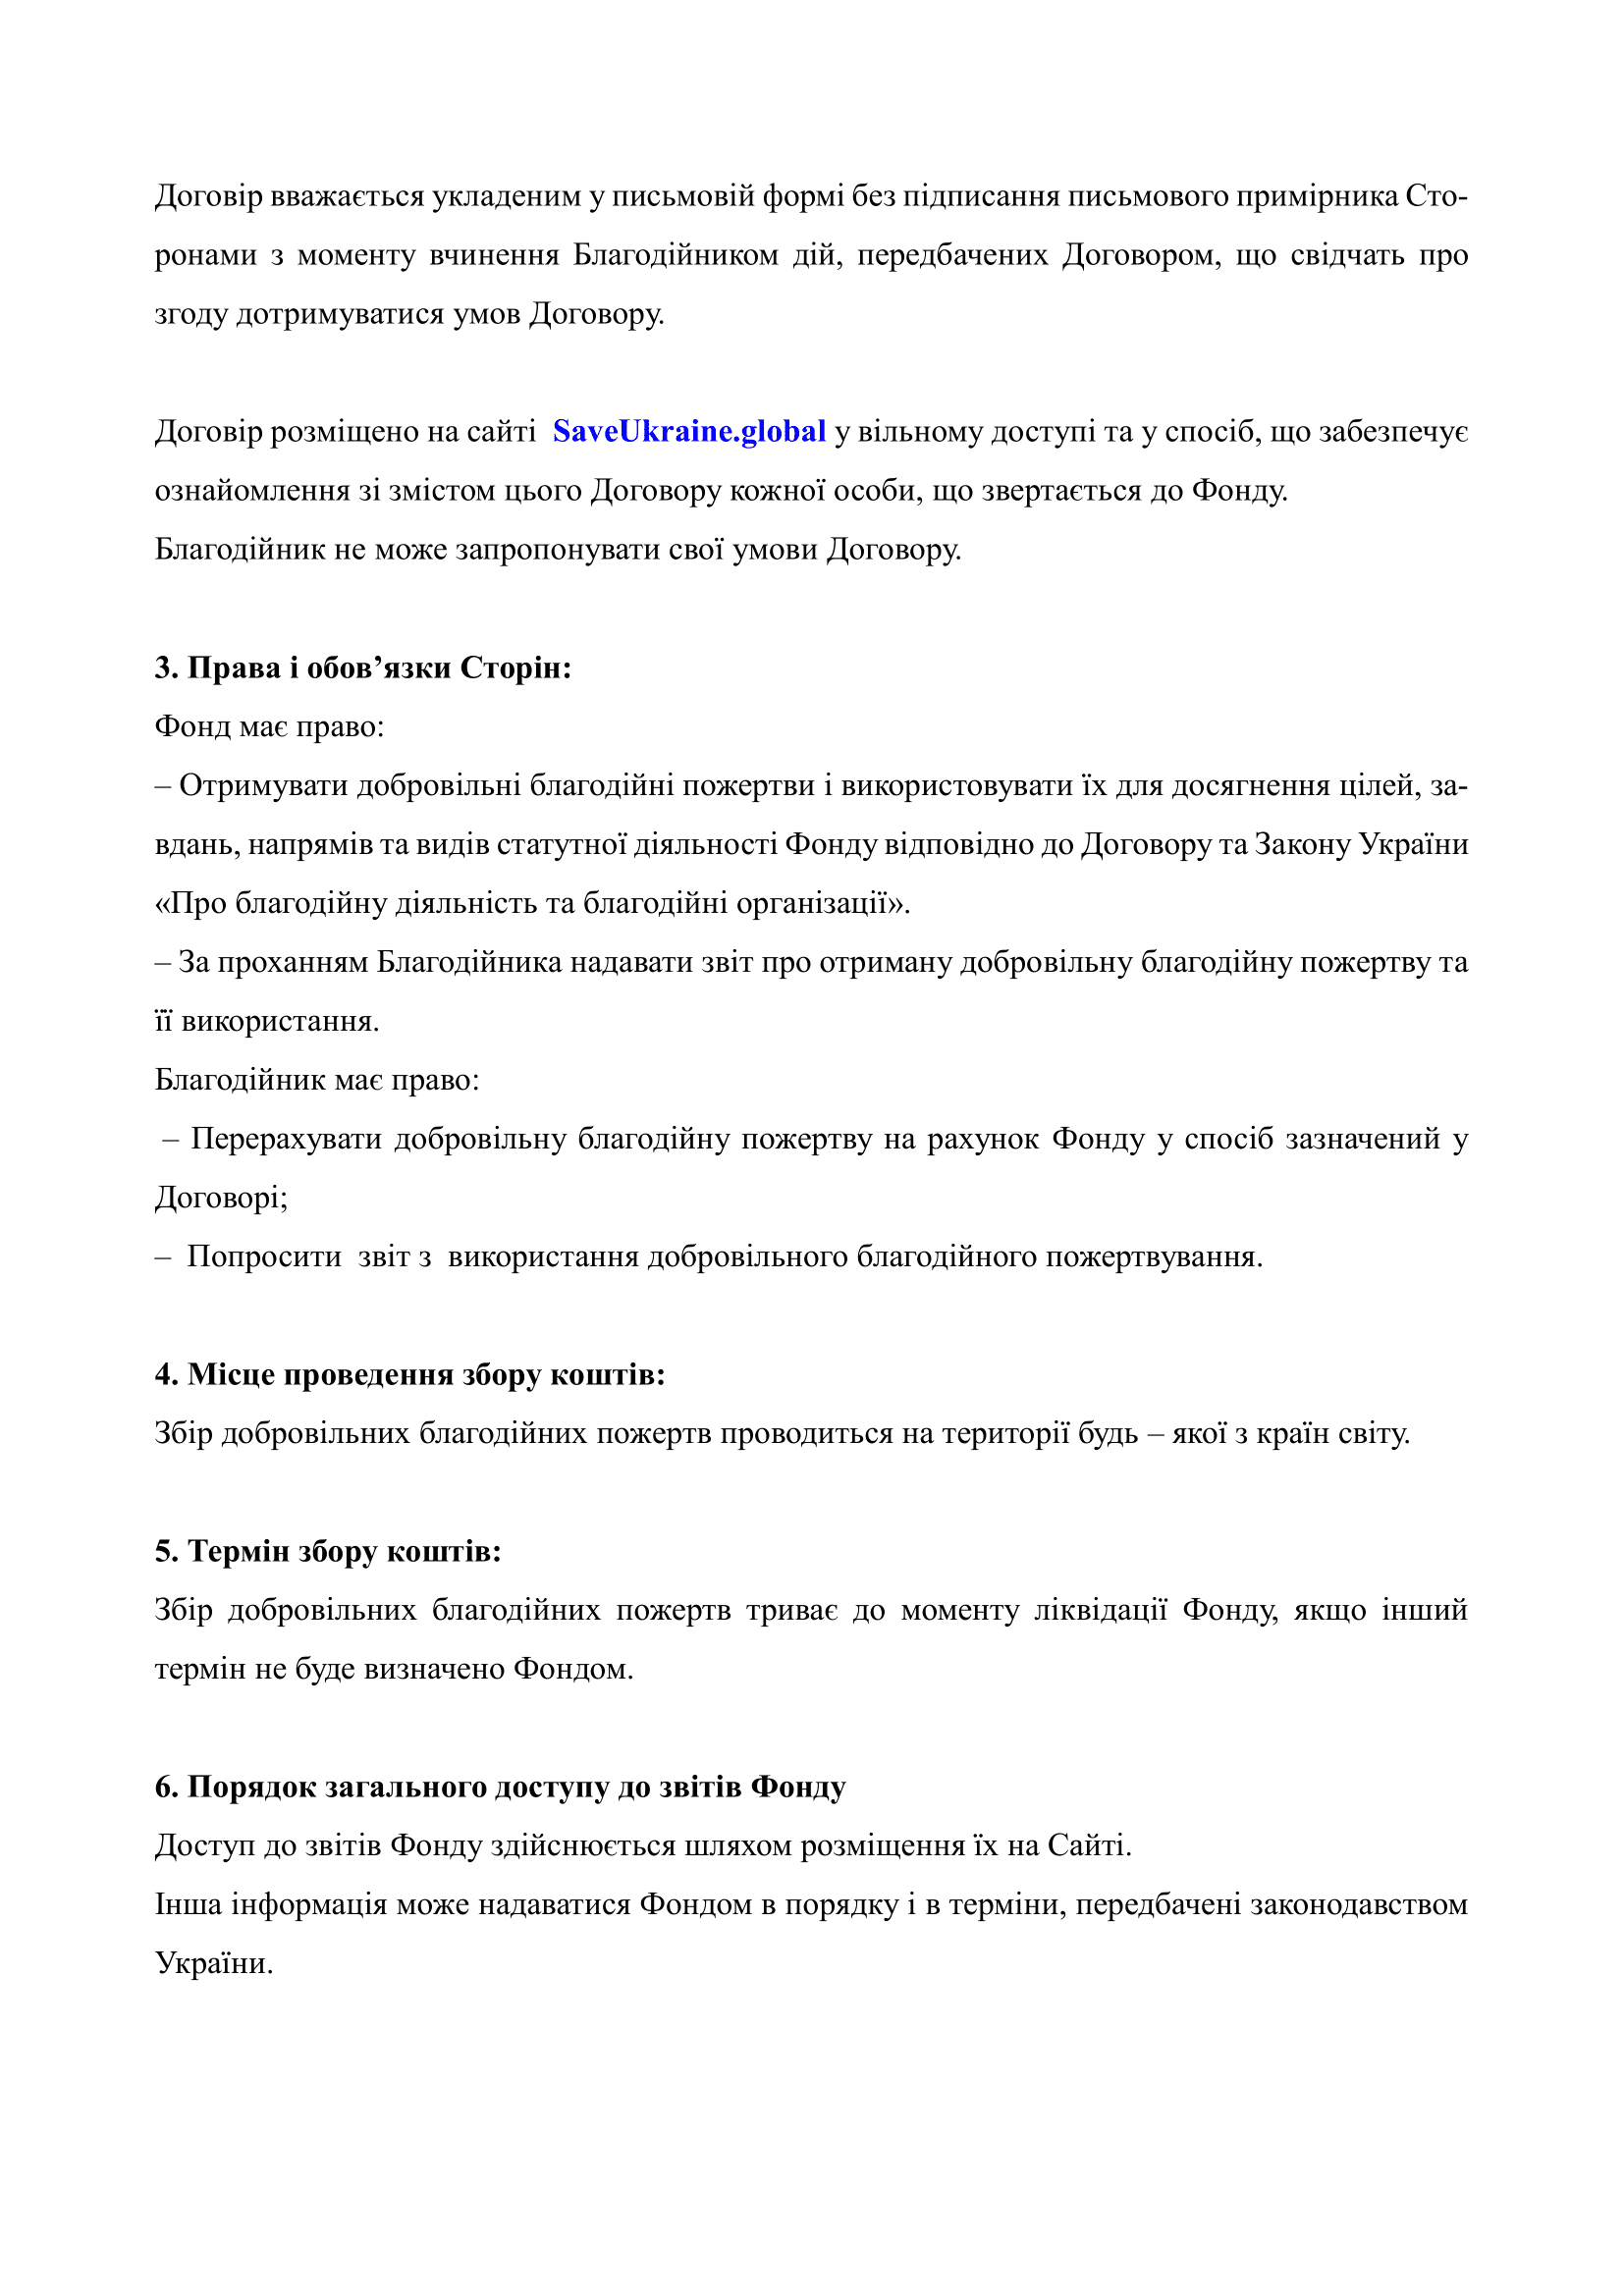 Договір вважається укладеним у письмовій формі без підписання письмового примірника Сто-
ронами з моменту вчинення Благодійником дій, передбачених Договором, що свідчать про
згоду дотримуватися умов Договору.
Договір розміщено на сайті  SaveUkraine.global у вільному доступі та у спосіб, що забезпечує
ознайомлення зі змістом цього Договору кожної особи, що звертається до Фонду.
Благодійник не може запропонувати свої умови Договору.
3. Права і обов’язки Сторін:
Фонд має право:
– Отримувати добровільні благодійні пожертви і використовувати їх для досягнення цілей, за-
вдань, напрямів та видів статутної діяльності Фонду відповідно до Договору та Закону України
«Про благодійну діяльність та благодійні організації».
– За проханням Благодійника надавати звіт про отриману добровільну благодійну пожертву та
її використання.
Благодійник має право:
– Перерахувати добровільну благодійну пожертву на рахунок Фонду у спосіб зазначений у
Договорі;
–  Попросити  звіт з  використання добровільного благодійного пожертвування.
4. Місце проведення збору коштів:
Збір добровільних благодійних пожертв проводиться на території будь – якої з країн світу.
5. Термін збору коштів:
Збір добровільних благодійних пожертв триває до моменту ліквідації Фонду, якщо інший
термін не буде визначено Фондом.
6. Порядок загального доступу до звітів Фонду
Доступ до звітів Фонду здійснюється шляхом розміщення їх на Сайті.
Інша інформація може надаватися Фондом в порядку і в терміни, передбачені законодавством
України.